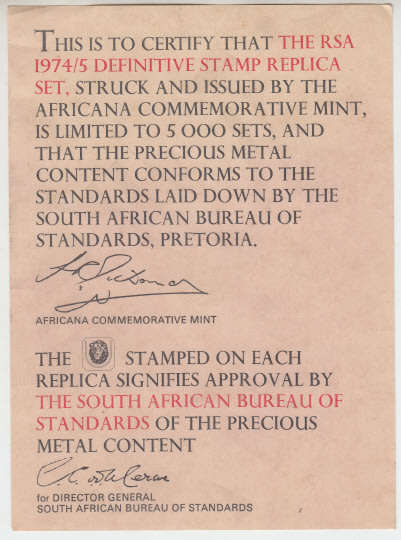 THIS IS TO CERTIFY THAT THE RSA
1974/5 DEFINITIVE STAMP REPLICA
SET, STRUCK AND ISSUED BY THE
AFRICANA COMMEMORATIVE MINT,
IS LIMITED TO 5 000 SETS, AND
THAT THE PRECIOUS METAL
CONTENT CONFORMS TO THE
STANDARDS LAID DOWN BY THE
SOUTH AFRICAN BUREAU OF
STANDARDS, PRETORIA.
AFRICANA COMMEMORATIVE MINT
THE STAMPED ON EACH
REPLICA SIGNIFIES APPROVAL BY
THE SOUTH AFRICAN BUREAU OF
STANDARDS OF THE PRECIOUS
METAL CONTENT
for DIRECTOR GENERAL
SOUTH AFRICAN BUREAU OF STANDARDS